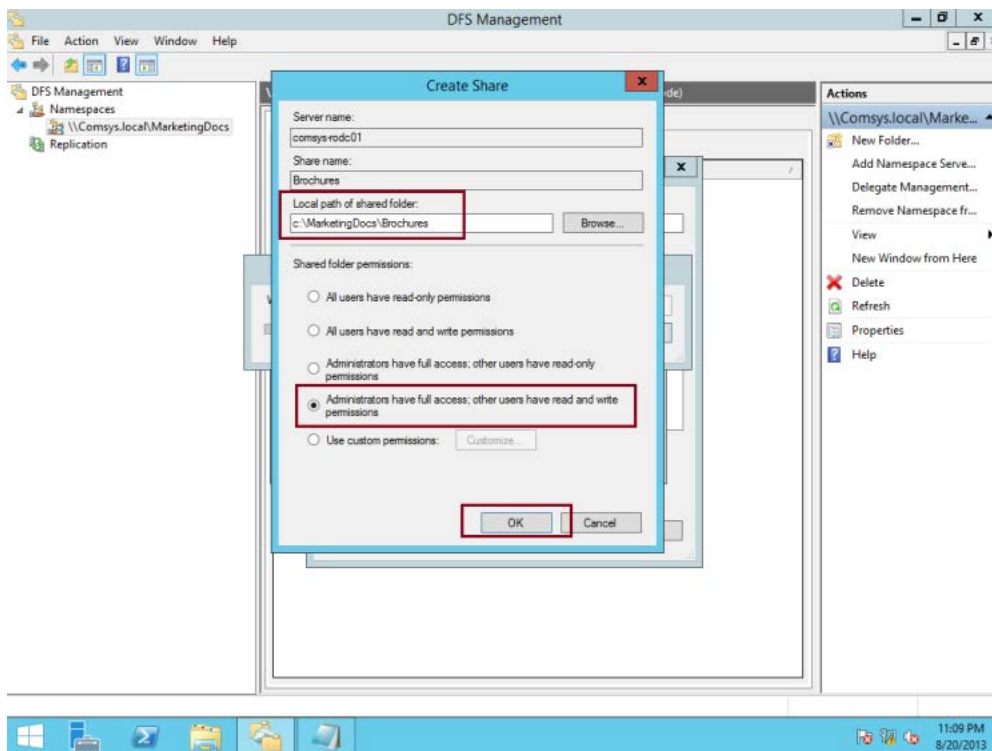 DFS Management
File Action View Window Help
DFS Management
Namespaces
\\Comsys.local\MarketingDocs
Replication
Create Share
Server name:
comsys-rodc01
Share name:
Brochures
Local path of shared folder:
c:\MarketingDocs\Brochures
Browse...
Shared folder permissions:
All users have read-only permissions
All users have read and write permissions
Administrators have full access; other users have read-only
permissions
Administrators have full access; other users have read and write
permissions
Use custom permissions:
Customize...
OK
Cancel
de)
Actions
\\Comsys.local\Marke...
New Folder...
Add Namespace Serve...
Delegate Management...
Remove Namespace fr...
View
New Window from Here
Delete
Refresh
Properties
Help
11:09 PM
8/20/2013